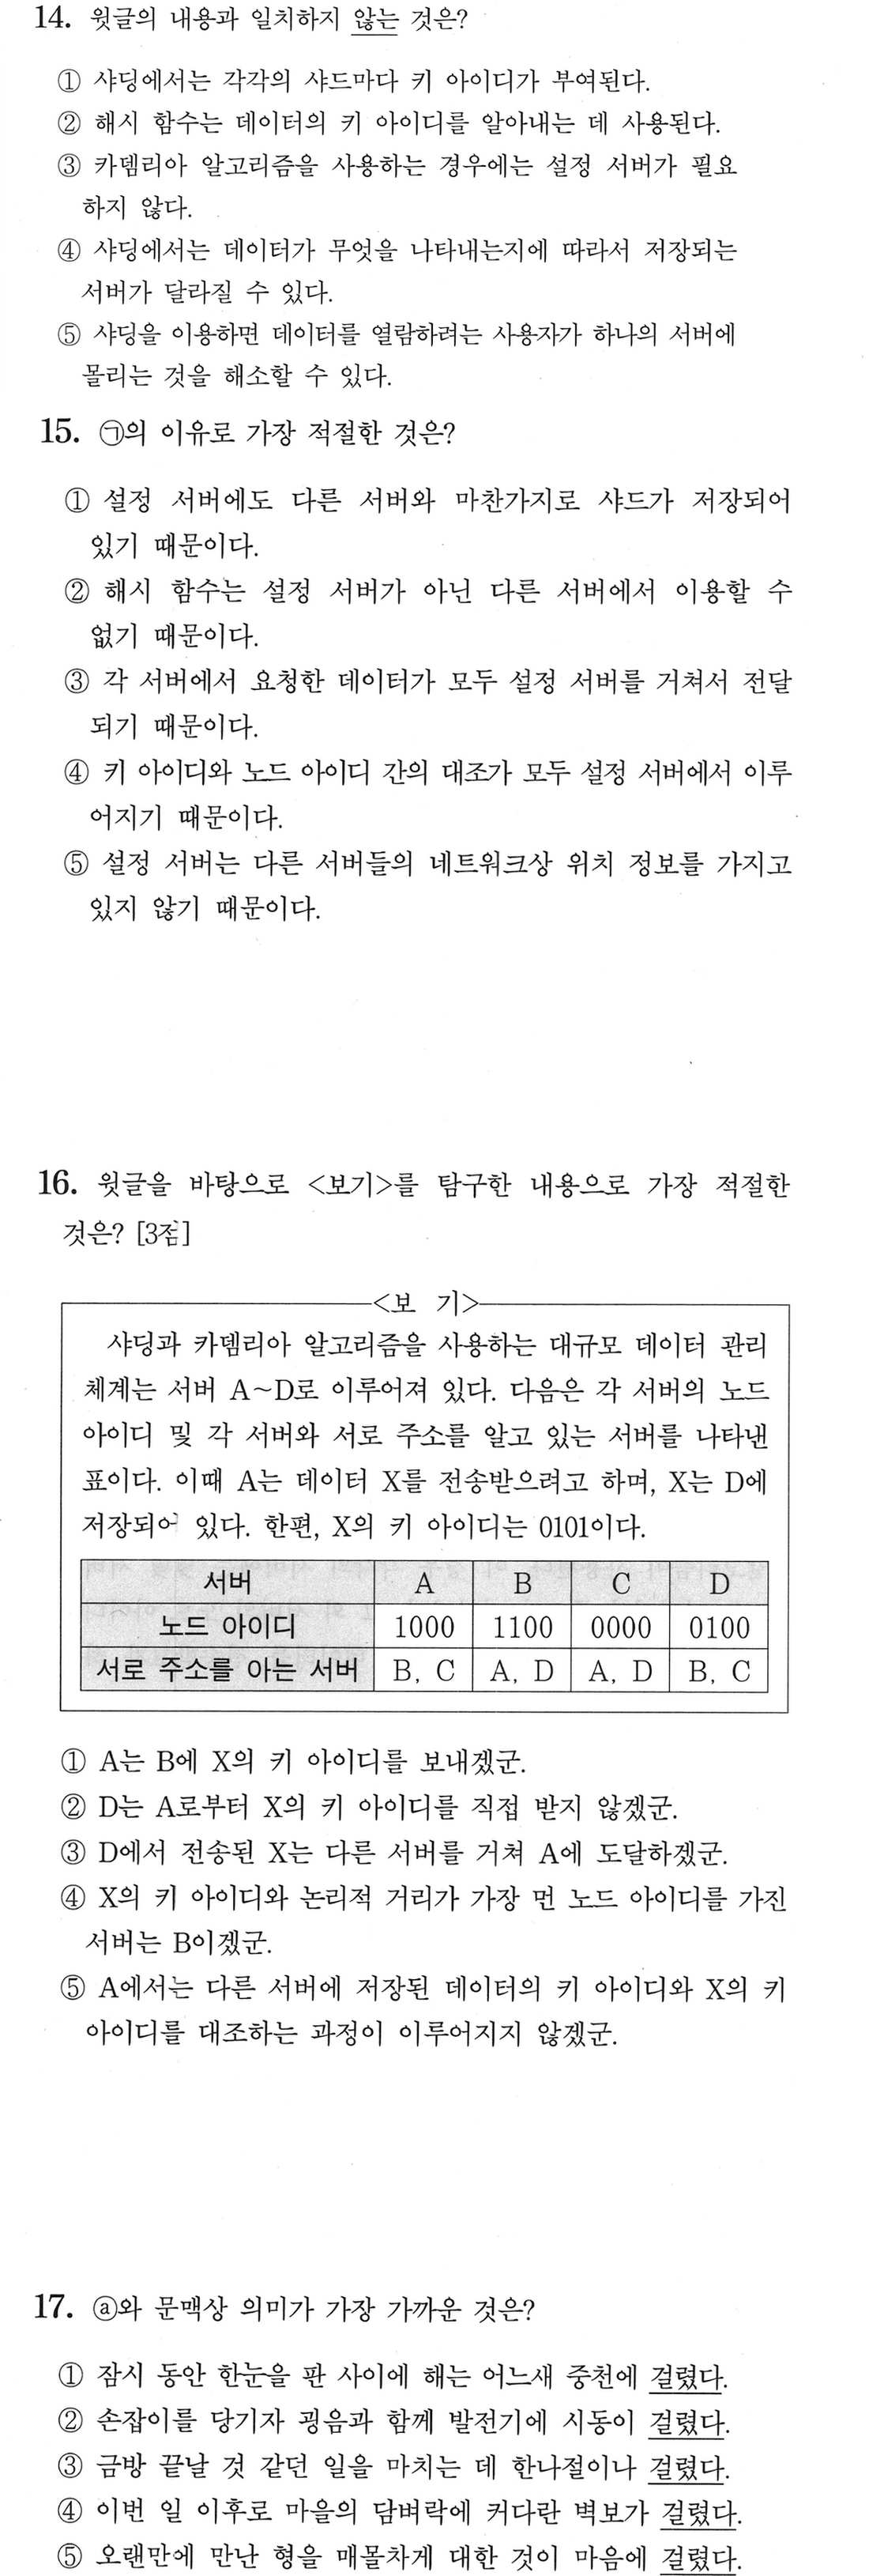 14. 윗글의 내용과 일치하지 않는 것은?
① 샤딩에서는 각각의 샤드마다 키 아이디가 부여된다.
② 해시 함수는 데이터의 키 아이디를 알아내는 데 사용된다.
③ 카뎀리아 알고리즘을 사용하는 경우에는 설정 서버가 필요
하지 않다.
④ 샤딩에서는 데이터가 무엇을 나타내는지에 따라서 저장되는
서버가 달라질 수 있다.
⑤ 샤딩을 이용하면 데이터를 열람하려는 사용자가 하나의 서버에
몰리는 것을 해소할 수 있다.
15. ㉠의 이유로 가장 적절한 것은?
① 설정 서버에도 다른 서버와 마찬가지로 샤드가 저장되어
있기 때문이다.
② 해시 함수는 설정 서버가 아닌 다른 서버에서 이용할 수
없기 때문이다.
③ 각 서버에서 요청한 데이터가 모두 설정 서버를 거쳐서 전달
되기 때문이다.
④ 키 아이디와 노드 아이디 간의 대조가 모두 설정 서버에서 이루
어지기 때문이다.
⑤ 설정 서버는 다른 서버들의 네트워크상 위치 정보를 가지고
있지 않기 때문이다.
16. 윗글을 바탕으로 <보기>를 탐구한 내용으로 가장 적절한
것은? [3점]
<보 기>
샤딩과 카뎀리아 알고리즘을 사용하는 대규모 데이터 관리
체계는 서버 A~D로 이루어져 있다. 다음은 각 서버의 노드
아이디 및 각 서버와 서로 주소를 알고 있는 서버를 나타낸
표이다. 이때 A는 데이터 X를 전송받으려고 하며, X는 D에
저장되어 있다. 한편, X의 키 아이디는 0101이다.
서버 A B C D
노드 아이디 1000 1100 0000 0100
서로 주소를 아는 서버 B, C A, D A, D B, C
① A는 B에 X의 키 아이디를 보내겠군.
② D는 A로부터 X의 키 아이디를 직접 받지 않겠군.
③ D에서 전송된 X는 다른 서버를 거쳐 A에 도달하겠군.
④ X의 키 아이디와 논리적 거리가 가장 먼 노드 아이디를 가진
서버는 B이겠군.
⑤ A에서는 다른 서버에 저장된 데이터의 키 아이디와 X의 키
아이디를 대조하는 과정이 이루어지지 않겠군.
17. ⓐ와 문맥상 의미가 가장 가까운 것은?
① 잠시 동안 한눈을 판 사이에 해는 어느새 중천에 걸렸다.
② 손잡이를 당기자 굉음과 함께 발전기에 시동이 걸렸다.
③ 금방 끝날 것 같던 일을 마치는 데 한나절이나 걸렸다.
④ 이번 일 이후로 마을의 담벼락에 커다란 벽보가 걸렸다.
⑤ 오랜만에 만난 형을 매몰차게 대한 것이 마음에 걸렸다.